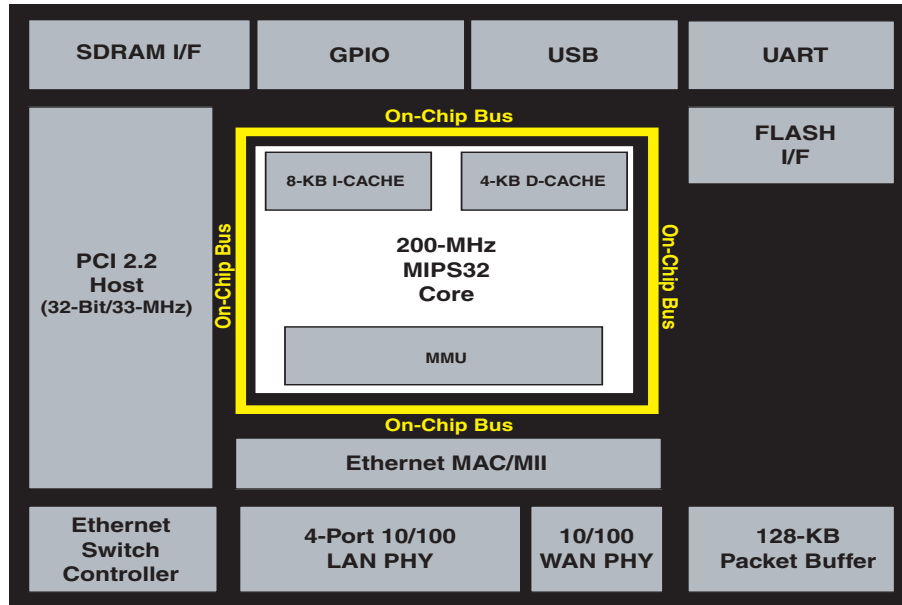 SDRAM I/F
GPIO
USB
UART
On-Chip Bus
FLASH
I/F
8-KB I-CACHE
4-KB D-CACHE
PCI 2.2
Host
(32-Bit/33-MHz)
On-Chip Bus
200-MHz
MIPS32
Core
On-Chip Bus
MMU
On-Chip Bus
Ethernet MAC/MII
Ethernet
Switch
Controller
4-Port 10/100
LAN PHY
10/100
WAN PHY
128-KB
Packet Buffer